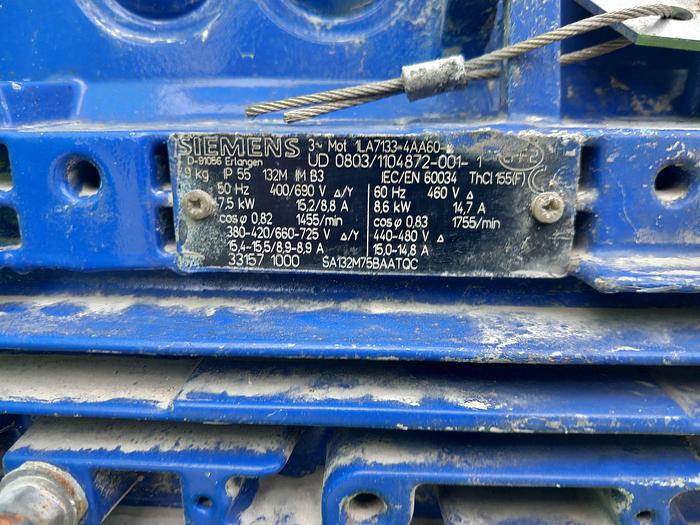 SIEMENS 3~ Mot 1LA7133-4AA60-
D-91056 Erlangen UD 0803/1104872-001-1
kg IP 55 132M IM B3 IEC/EN 60034 ThCl 155(F)
50 Hz 400/690 V Δ/Y 60 Hz 460 V Δ
7,5 kW 15,2/8,8 A 8,6 kW 14,7 A
cosφ 0,82 1455/min cosφ 0,83 1755/min
380-420/660-725 V Δ/Y 440-480 V Δ
15,4-15,5/8,9-8,9 A 15,0-14,8 A
33157 1000 SA132M75BAATQC